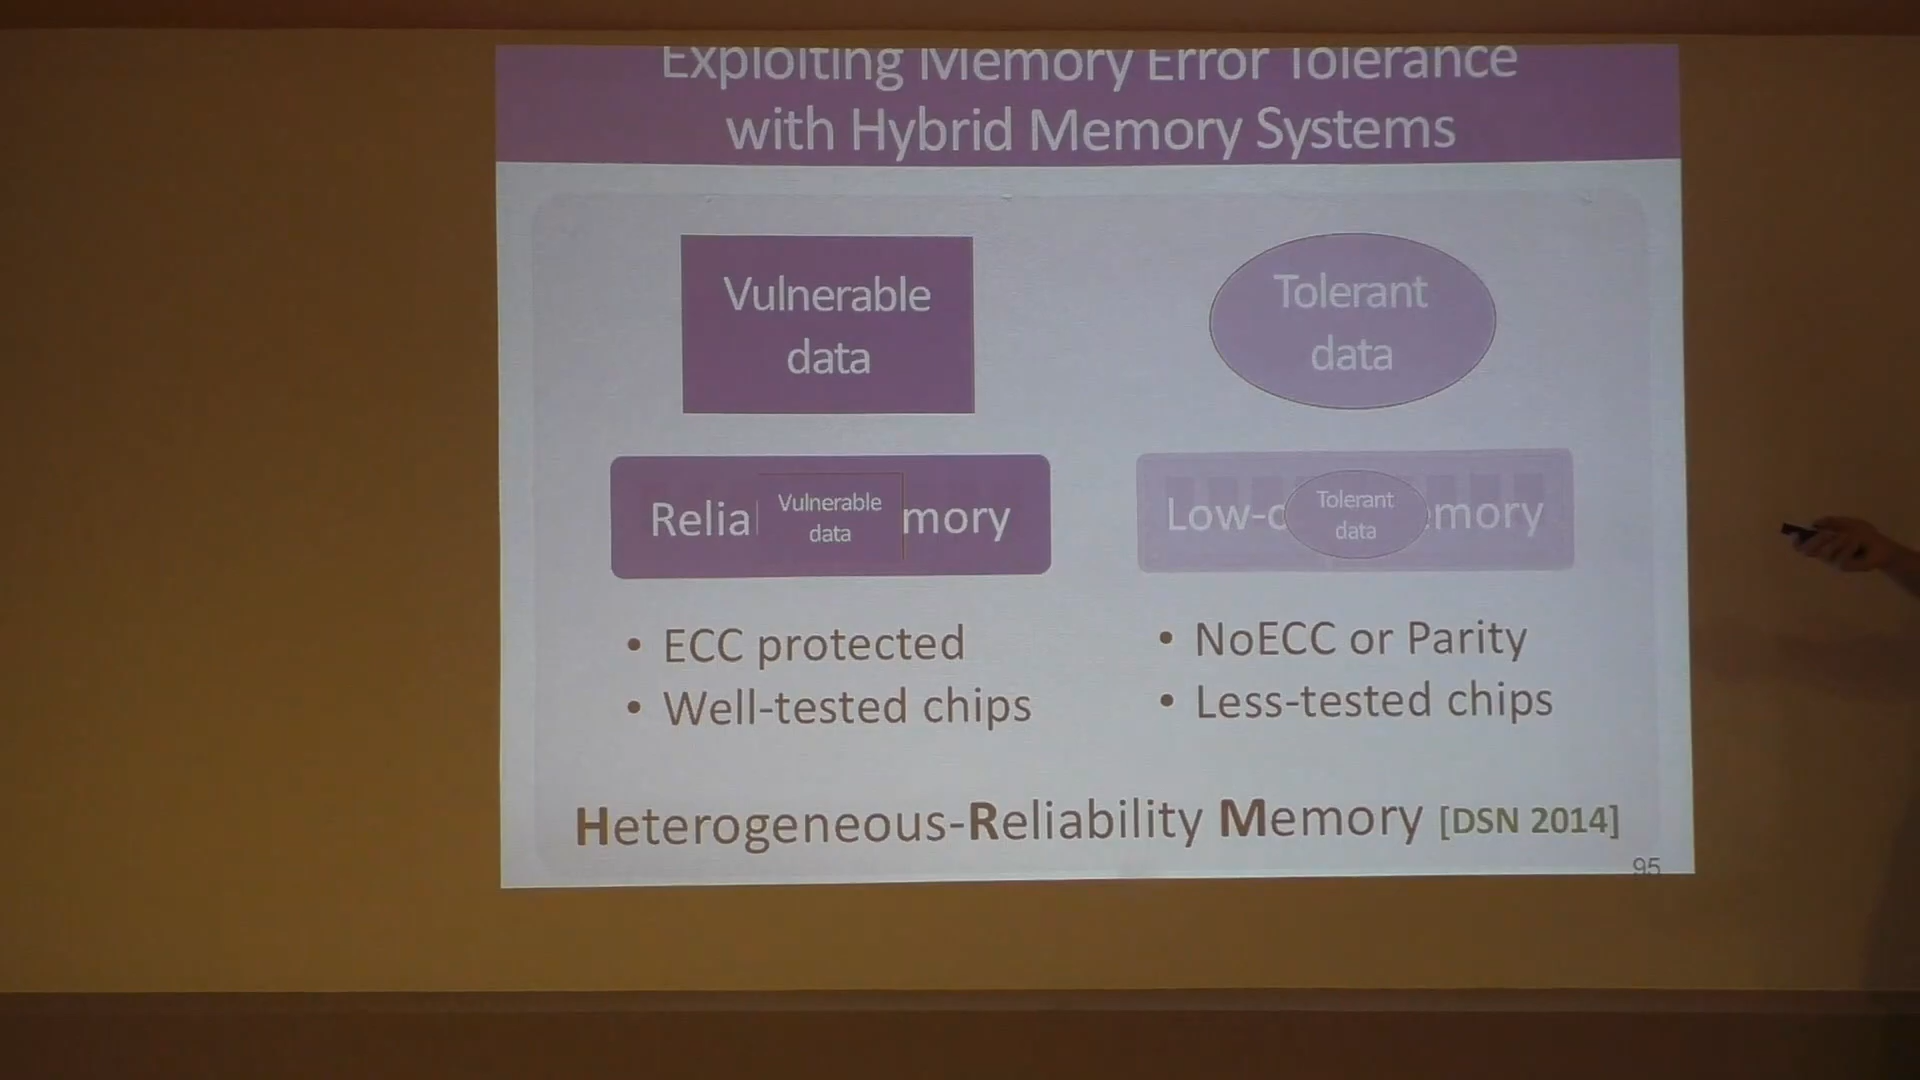 Exploiting Memory Error Tolerance
with Hybrid Memory Systems
Vulnerable
data
Tolerant
data
Relia
Vulnerable
data
mory
Low-c
Tolerant
data
emory
• ECC protected
• Well-tested chips
• NoECC or Parity
• Less-tested chips
Heterogeneous-Reliability Memory [DSN 2014]
95